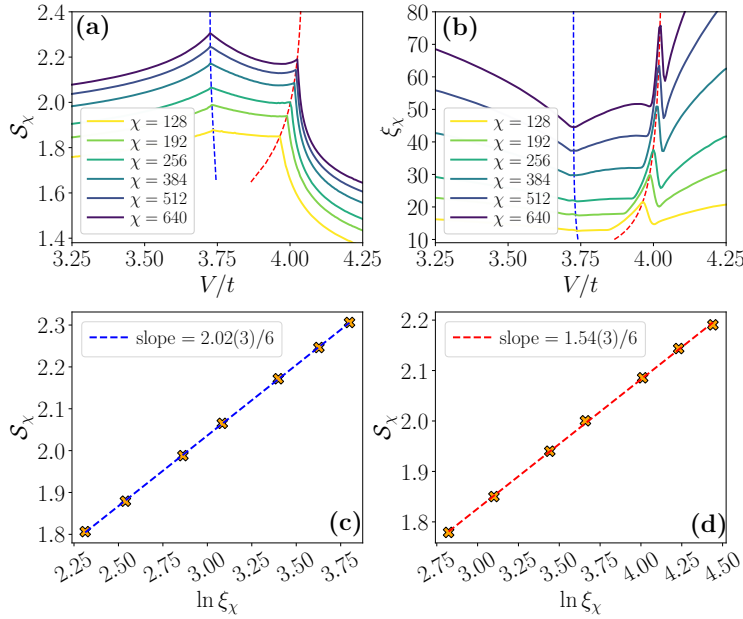 (a)
2.4
2.2
2.0
1.8
1.6
1.4
𝒮_χ
χ = 128
χ = 192
χ = 256
χ = 384
χ = 512
χ = 640
3.25 3.50 3.75 4.00 4.25
V/t
(b)
80
70
60
50
40
30
20
10
ξ_χ
χ = 128
χ = 192
χ = 256
χ = 384
χ = 512
χ = 640
3.25 3.50 3.75 4.00 4.25
V/t
2.3
2.2
2.1
2.0
1.9
1.8
𝒮_χ
slope = 2.02(3)/6
(c)
2.25 2.50 2.75 3.00 3.25 3.50 3.75
ln ξ_χ
2.2
2.1
2.0
1.9
1.8
𝒮_χ
slope = 1.54(3)/6
(d)
2.75 3.00 3.25 3.50 3.75 4.00 4.25 4.50
ln ξ_χ